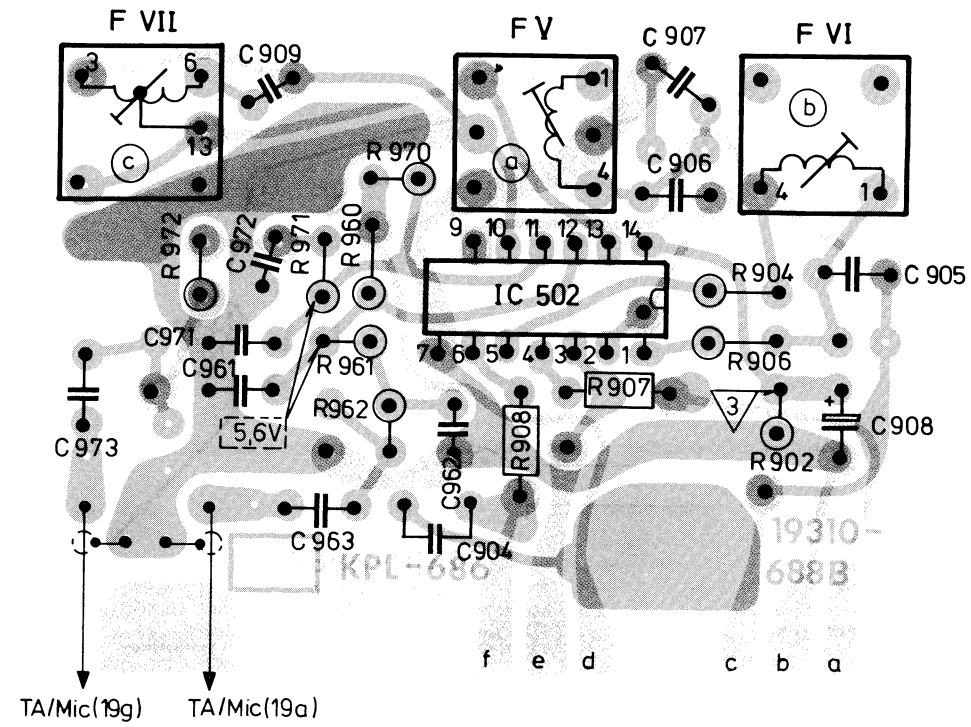 F VII
F V
F VI
C 909
C 907
3
6
13
c
1
4
a
b
4
1
R 970
C 906
R 972
C 972
R 971
R 960
9 10 11 12 13 14
IC 502
R 904
C 905
C971
R 961
7 6 5 4 3 2 1
R 906
C961
R 907
R962
5,6V
3
+
C 908
C 973
C962
R908
R 902
C 963
C904
KPL-686
19310-
688B
f e d c b a
TA/Mic(19g) TA/Mic(19a)